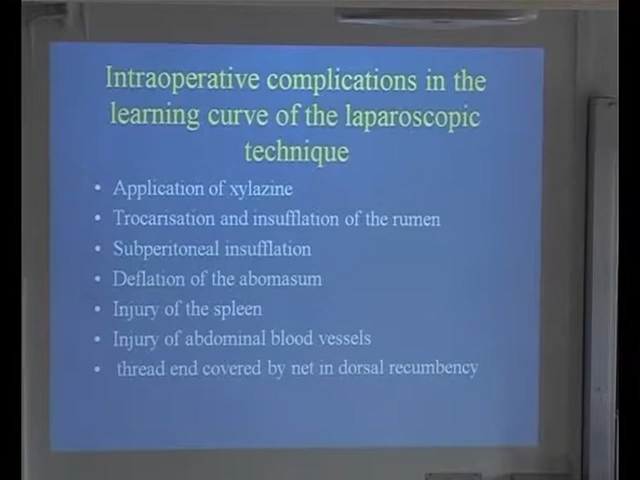 Intraoperative complications in the
learning curve of the laparoscopic
technique
• Application of xylazine
• Trocarisation and insufflation of the rumen
• Subperitoneal insufflation
• Deflation of the abomasum
• Injury of the spleen
• Injury of abdominal blood vessels
• thread end covered by net in dorsal recumbency